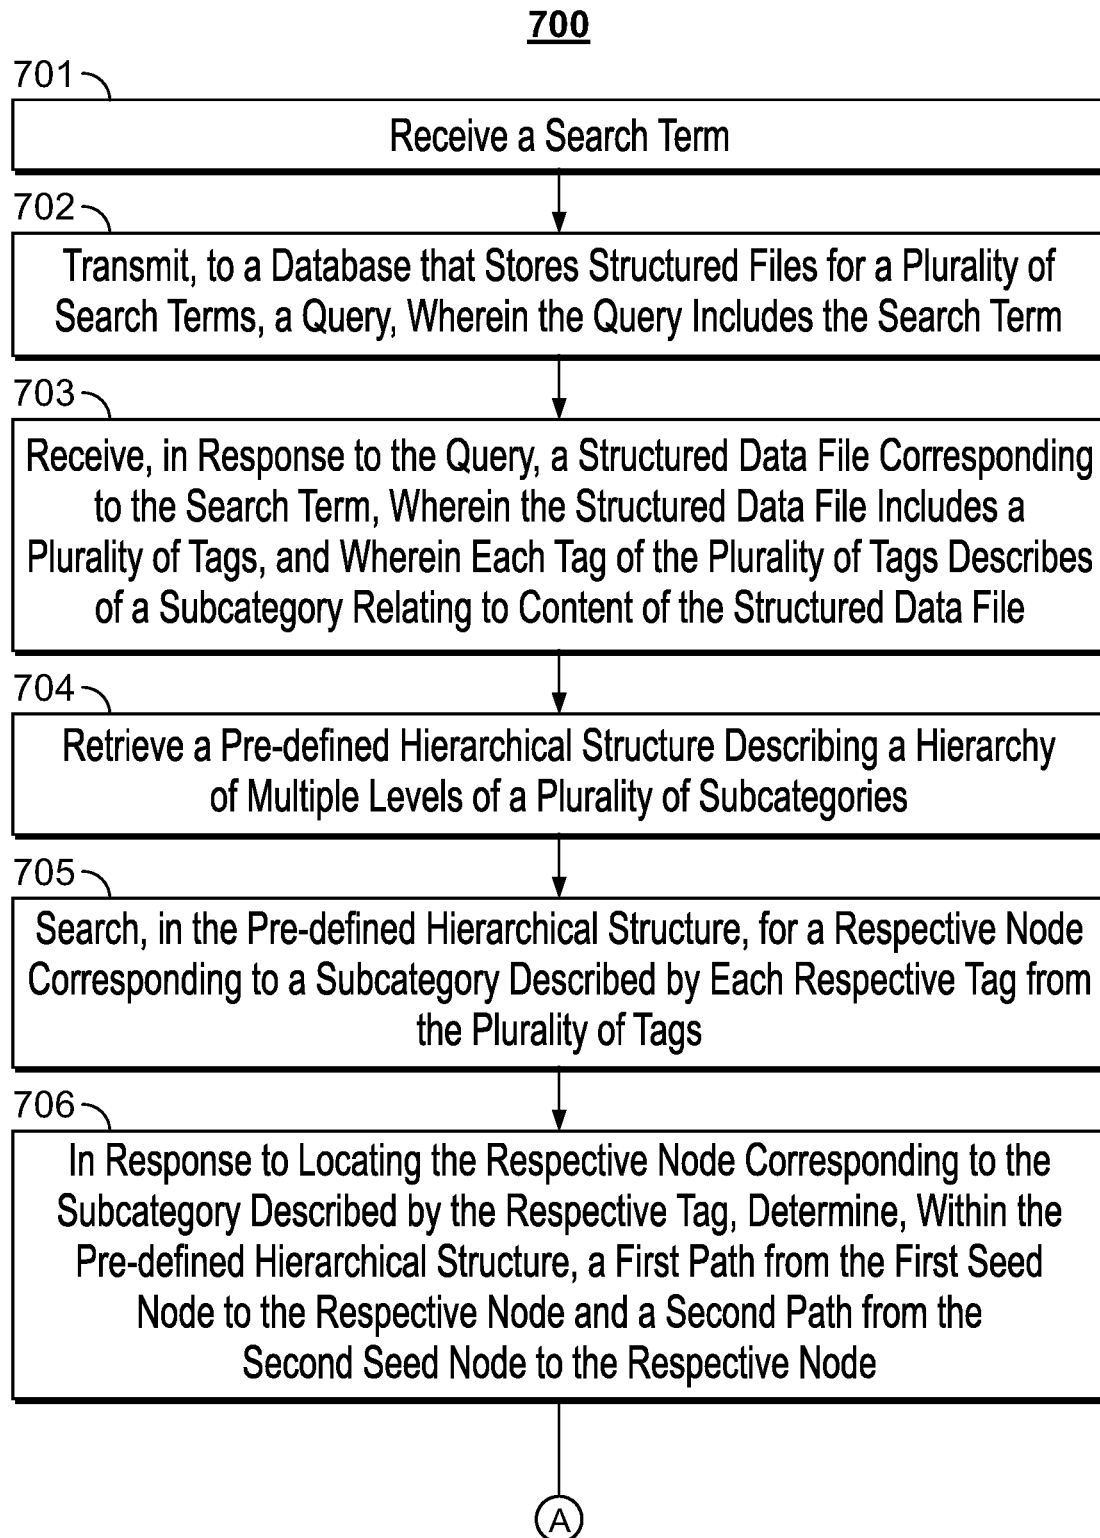 700
701
Receive a Search Term
702
Transmit, to a Database that Stores Structured Files for a Plurality of
Search Terms, a Query, Wherein the Query Includes the Search Term
703
Receive, in Response to the Query, a Structured Data File Corresponding
to the Search Term, Wherein the Structured Data File Includes a
Plurality of Tags, and Wherein Each Tag of the Plurality of Tags Describes
of a Subcategory Relating to Content of the Structured Data File
704
Retrieve a Pre-defined Hierarchical Structure Describing a Hierarchy
of Multiple Levels of a Plurality of Subcategories
705
Search, in the Pre-defined Hierarchical Structure, for a Respective Node
Corresponding to a Subcategory Described by Each Respective Tag from
the Plurality of Tags
706
In Response to Locating the Respective Node Corresponding to the
Subcategory Described by the Respective Tag, Determine, Within the
Pre-defined Hierarchical Structure, a First Path from the First Seed
Node to the Respective Node and a Second Path from the
Second Seed Node to the Respective Node
A